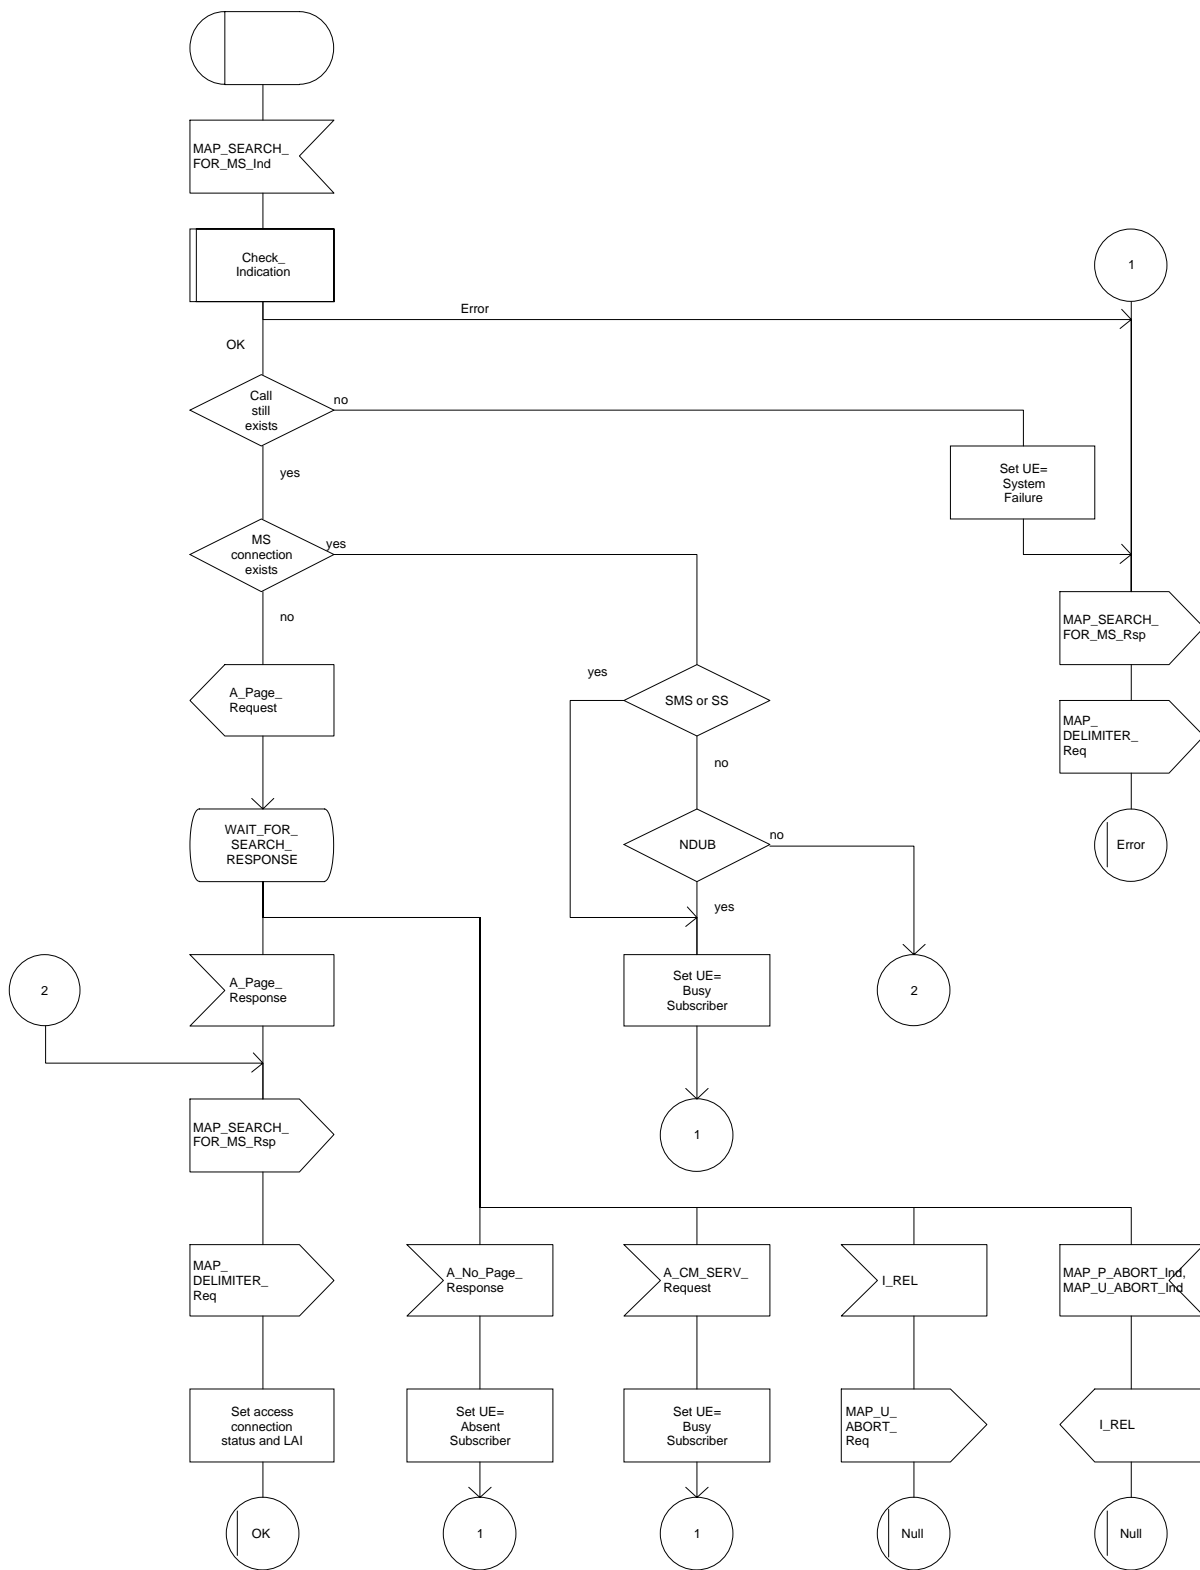 MAP_SEARCH_
FOR_MS_Ind
Check_
Indication
1
Error
OK
Call
still
exists
no
yes
Set UE=
System
Failure
MS
connection
exists
yes
no
MAP_SEARCH_
FOR_MS_Rsp
A_Page_
Request
yes
SMS or SS
no
MAP_
DELIMITER_
Req
WAIT_FOR_
SEARCH_
RESPONSE
NDUB
no
yes
Error
2
A_Page_
Response
Set UE=
Busy
Subscriber
2
MAP_SEARCH_
FOR_MS_Rsp
1
MAP_
DELIMITER_
Req
A_No_Page_
Response
A_CM_SERV_
Request
I_REL
MAP_P_ABORT_Ind,
MAP_U_ABORT_Ind
Set access
connection
status and LAI
Set UE=
Absent
Subscriber
Set UE=
Busy
Subscriber
MAP_U_
ABORT_
Req
I_REL
OK
1
1
Null
Null